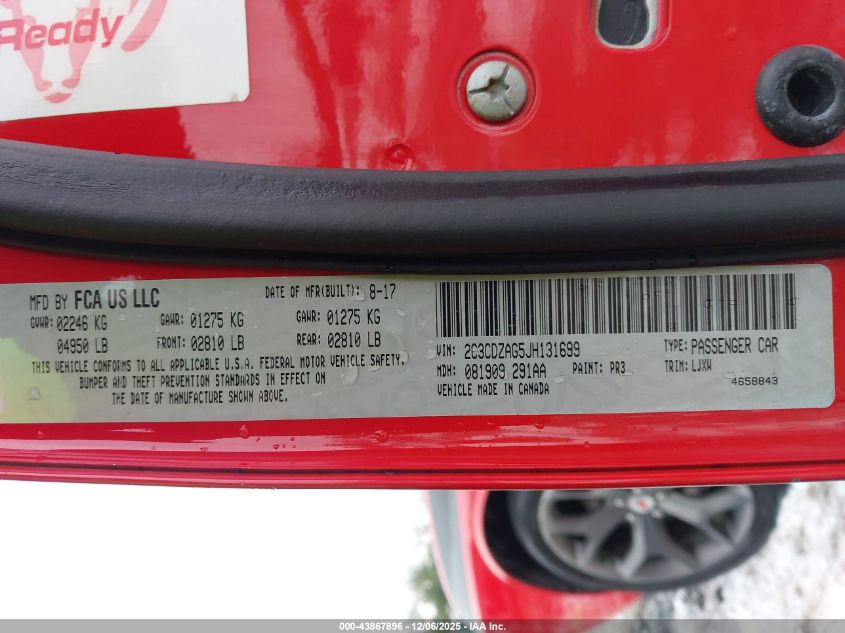 Ready
MFD BY FCA US LLC DATE OF MFR(BUILT): 8-17
GVWR: 02246 KG GAWR: 01275 KG GAWR: 01275 KG
04950 LB FRONT: 02810 LB REAR: 02810 LB
THIS VEHICLE CONFORMS TO ALL APPLICABLE U.S.A. FEDERAL MOTOR VEHICLE SAFETY,
BUMPER AND THEFT PREVENTION STANDARDS IN EFFECT ON
THE DATE OF MANUFACTURE SHOWN ABOVE.
VIN: 2C3CDZAG5JH131699 TYPE: PASSENGER CAR
MDH: 081909 291AA PAINT: PR3 TRIM: LJXW
VEHICLE MADE IN CANADA 4658843
000-43867896 | 12/06/2025 | IAA Inc.